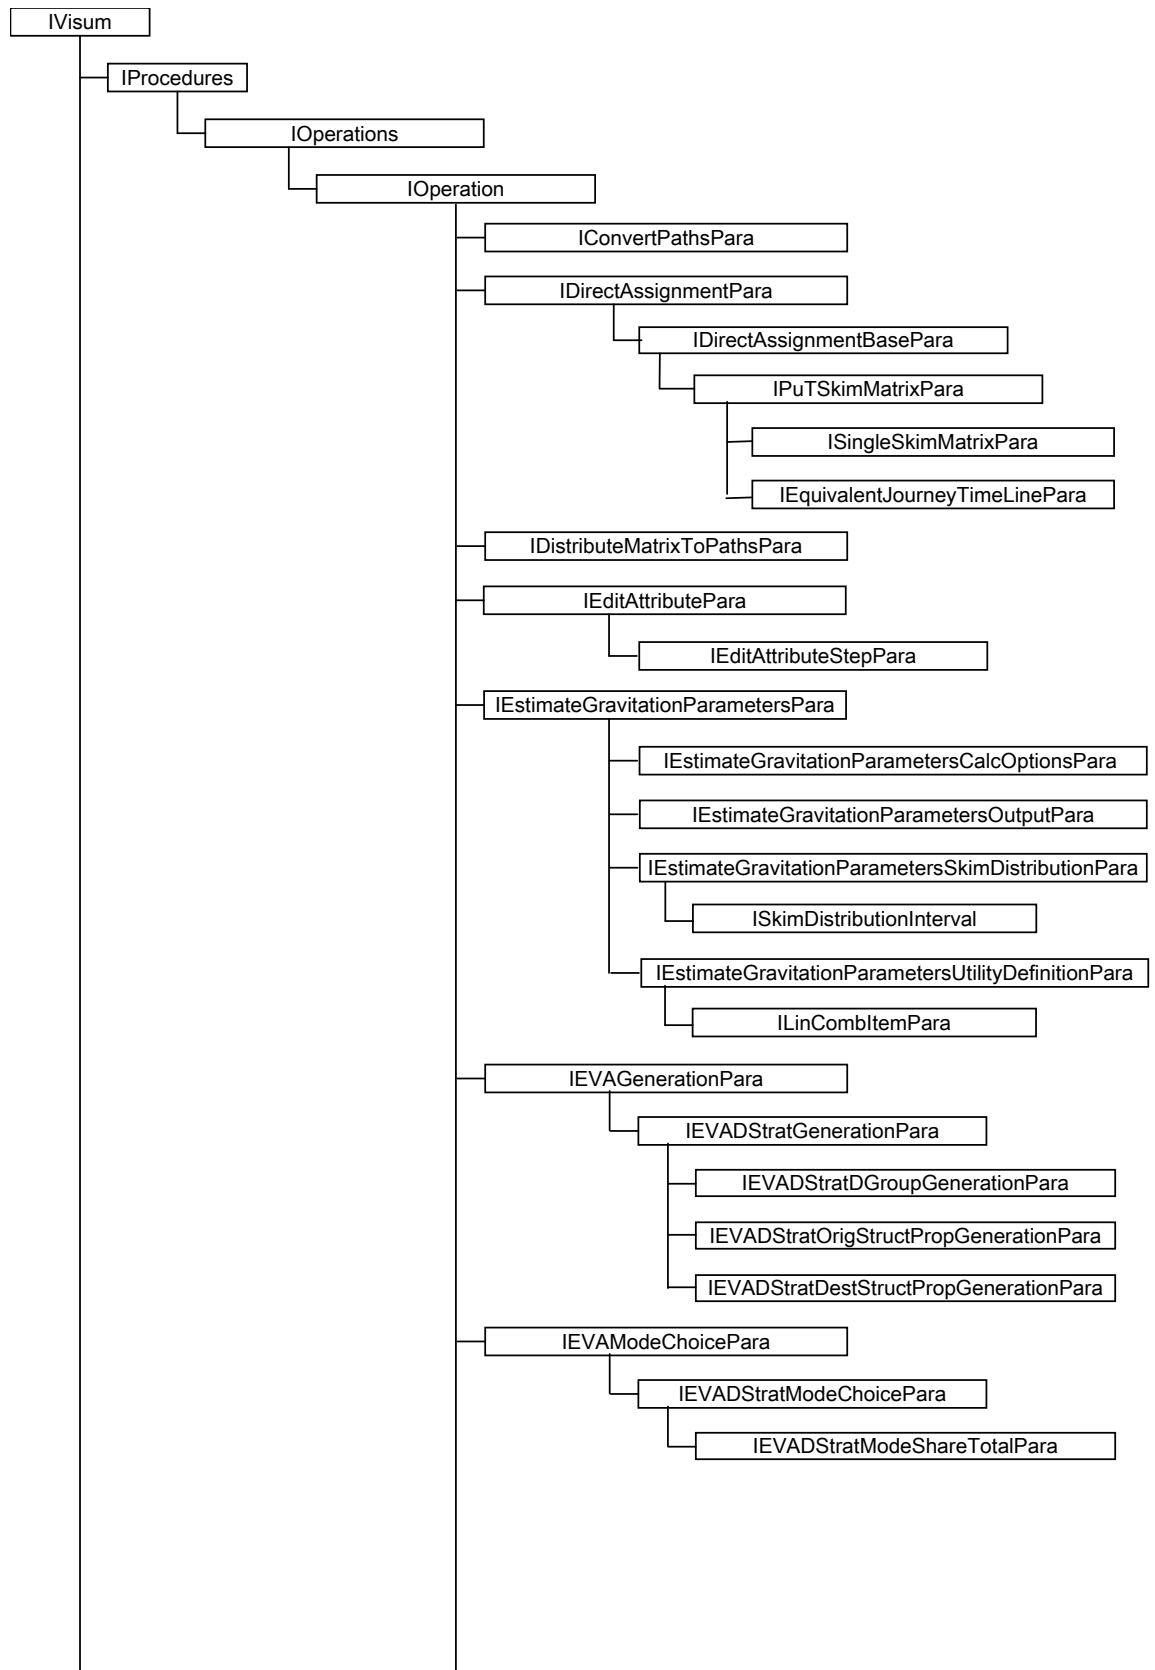 IVisum
IProcedures
IOperations
IOperation
IConvertPathsPara
IDirectAssignmentPara
IDirectAssignmentBasePara
IPuTSkimMatrixPara
ISingleSkimMatrixPara
IEquivalentJourneyTimeLinePara
IDistributeMatrixToPathsPara
IEditAttributePara
IEditAttributeStepPara
IEstimateGravitationParametersPara
IEstimateGravitationParametersCalcOptionsPara
IEstimateGravitationParametersOutputPara
IEstimateGravitationParametersSkimDistributionPara
ISkimDistributionInterval
IEstimateGravitationParametersUtilityDefinitionPara
ILinCombItemPara
IEVAGenerationPara
IEVADStratGenerationPara
IEVADStratDGroupGenerationPara
IEVADStratOrigStructPropGenerationPara
IEVADStratDestStructPropGenerationPara
IEVAModeChoicePara
IEVADStratModeChoicePara
IEVADStratModeShareTotalPara